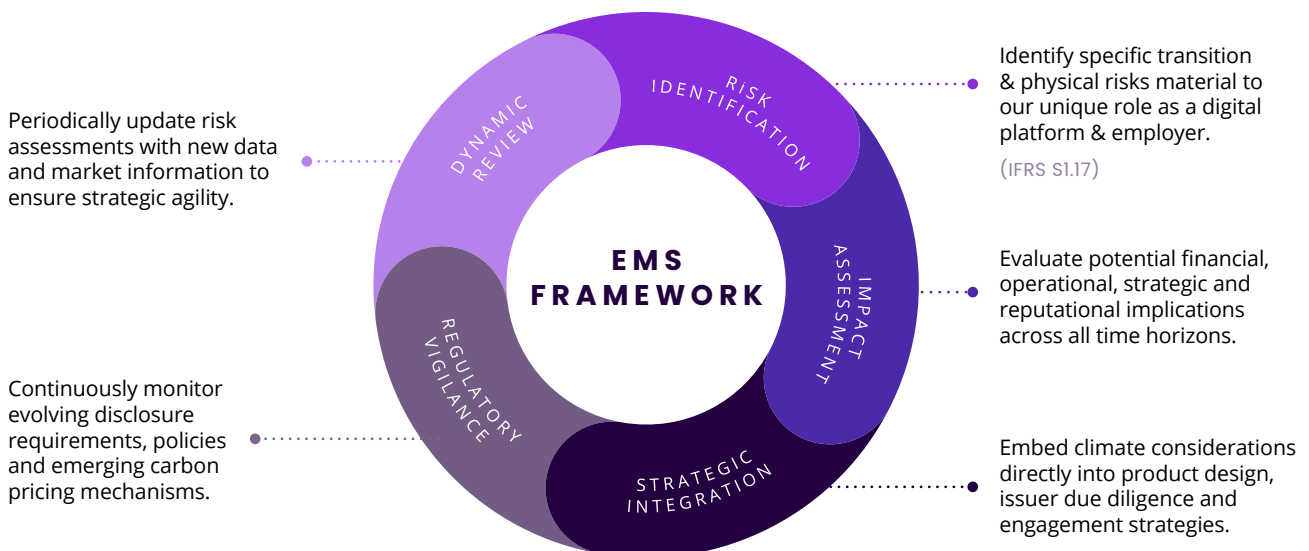 EMS
FRAMEWORK
RiSK
IDENTIFICATION
Identify specific transition
& physical risks material to
our unique role as a digital
platform & employer.
(IFRS S1.17)
IMPACT
ASSESSMENT
Evaluate potential financial,
operational, strategic and
reputational implications
across all time horizons.
STRATEGIC
INTEGRATION
Embed climate considerations
directly into product design,
issuer due diligence and
engagement strategies.
REGULATORY
VIGILANCE
Continuously monitor
evolving disclosure
requirements, policies
and emerging carbon
pricing mechanisms.
DYNAMIC
REVIEW
Periodically update risk
assessments with new data
and market information to
ensure strategic agility.